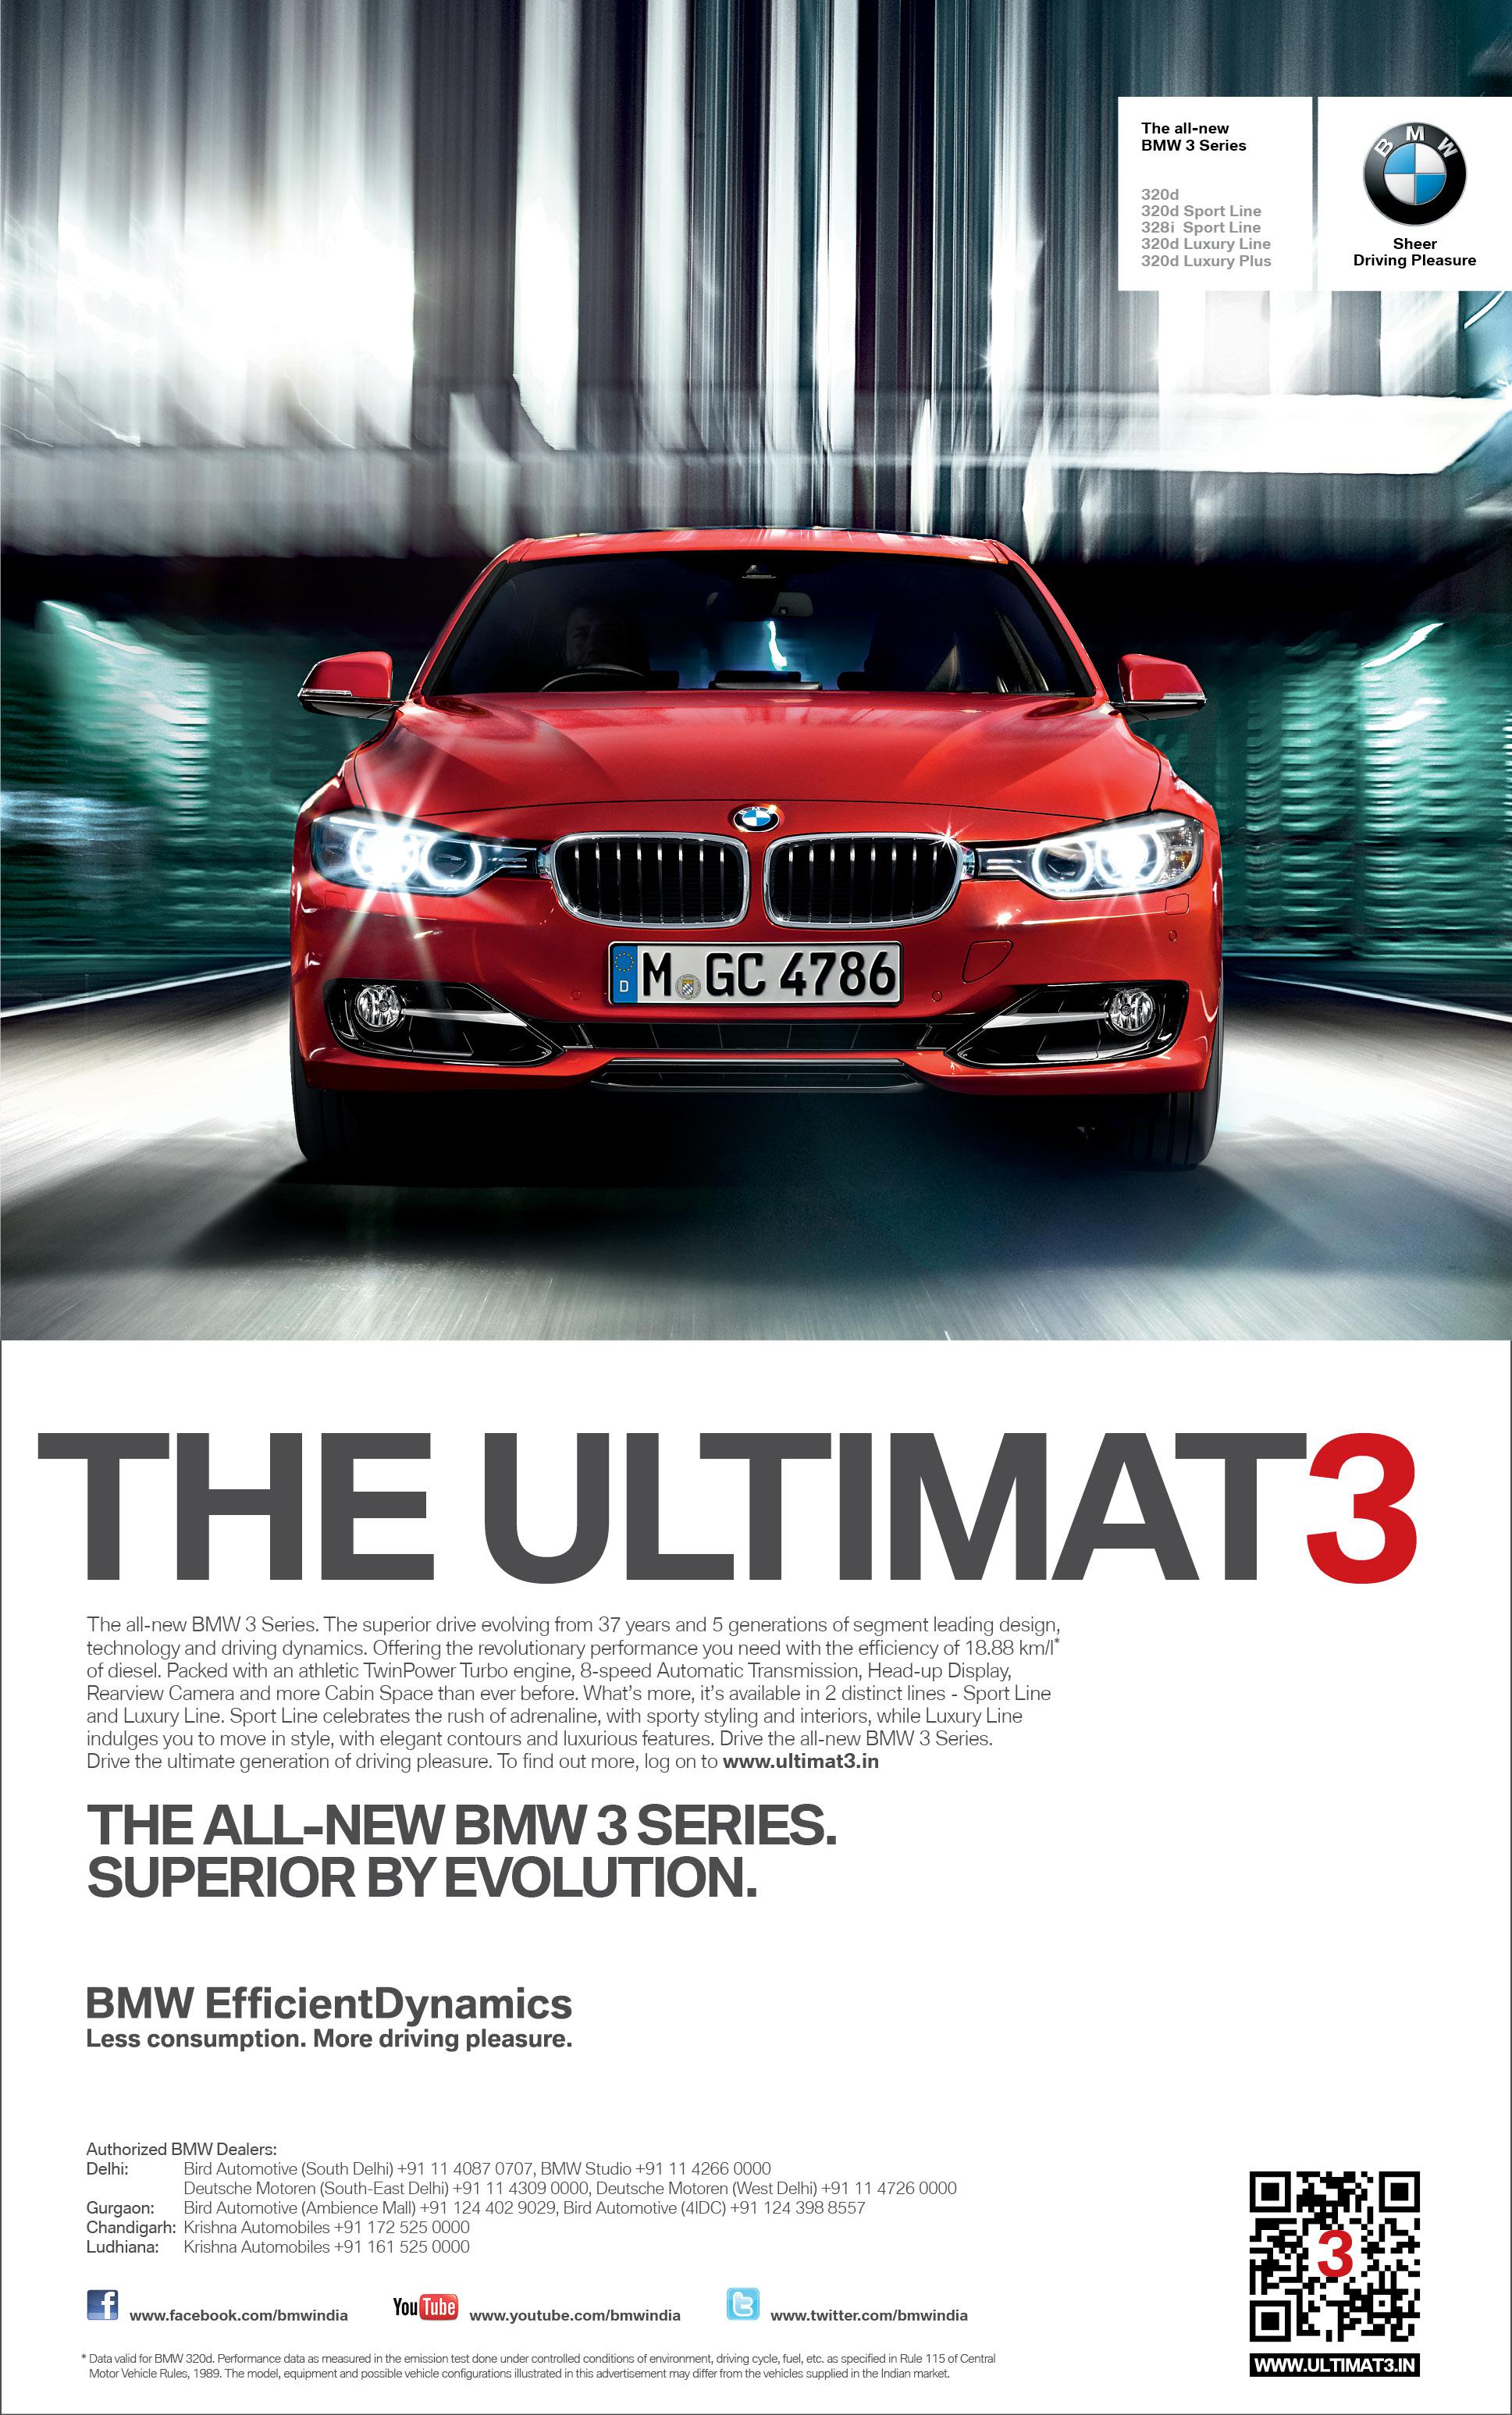 The all-new
BMW 3 Series
320d
320d Sport Line
328i  Sport Line
320d Luxury Line
320d Luxury Plus
BMW
Sheer
Driving Pleasure
M GC 4786
D
THE ULTIMAT3
The all-new BMW 3 Series. The superior drive evolving from 37 years and 5 generations of segment leading design,
technology and driving dynamics. Offering the revolutionary performance you need with the efficiency of 18.88 km/l*
of diesel. Packed with an athletic TwinPower Turbo engine, 8-speed Automatic Transmission, Head-up Display,
Rearview Camera and more Cabin Space than ever before. What's more, it's available in 2 distinct lines - Sport Line
and Luxury Line. Sport Line celebrates the rush of adrenaline, with sporty styling and interiors, while Luxury Line
indulges you to move in style, with elegant contours and luxurious features. Drive the all-new BMW 3 Series.
Drive the ultimate generation of driving pleasure. To find out more, log on to www.ultimat3.in
THE ALL-NEW BMW 3 SERIES.
SUPERIOR BY EVOLUTION.
BMW EfficientDynamics
Less consumption. More driving pleasure.
Authorized BMW Dealers:
Delhi: Bird Automotive (South Delhi) +91 11 4087 0707, BMW Studio +91 11 4266 0000
Deutsche Motoren (South-East Delhi) +91 11 4309 0000, Deutsche Motoren (West Delhi) +91 11 4726 0000
Gurgaon: Bird Automotive (Ambience Mall) +91 124 402 9029, Bird Automotive (4IDC) +91 124 398 8557
Chandigarh: Krishna Automobiles +91 172 525 0000
Ludhiana: Krishna Automobiles +91 161 525 0000
f www.facebook.com/bmwindia YouTube www.youtube.com/bmwindia t www.twitter.com/bmwindia
* Data valid for BMW 320d. Performance data as measured in the emission test done under controlled conditions of environment, driving cycle, fuel, etc. as specified in Rule 115 of Central
Motor Vehicle Rules, 1989. The model, equipment and possible vehicle configurations illustrated in this advertisement may differ from the vehicles supplied in the Indian market.
3
WWW.ULTIMAT3.IN